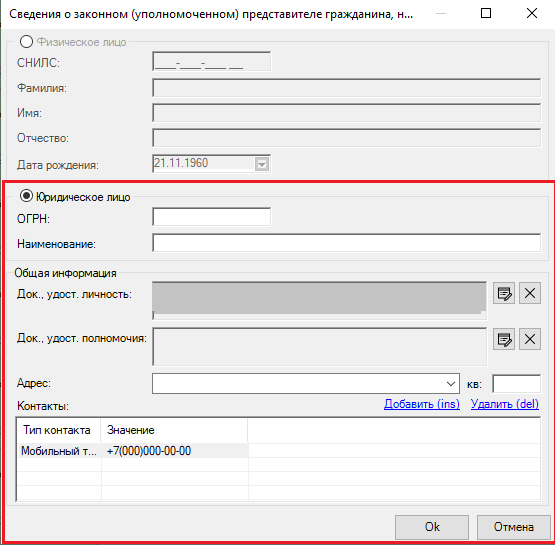 Сведения о законном (уполномоченном) представителе гражданина, н...
Физическое лицо
СНИЛС: ___-___-___ __
Фамилия:
Имя:
Отчество:
Дата рождения: 21.11.1960
Юридическое лицо
ОГРН:
Наименование:
Общая информация
Док., удост. личность:
Док., удост. полномочия:
Адрес: кв:
Контакты: Добавить (ins) Удалить (del)
Тип контакта Значение
Мобильный т... +7(000)000-00-00
Ok Отмена